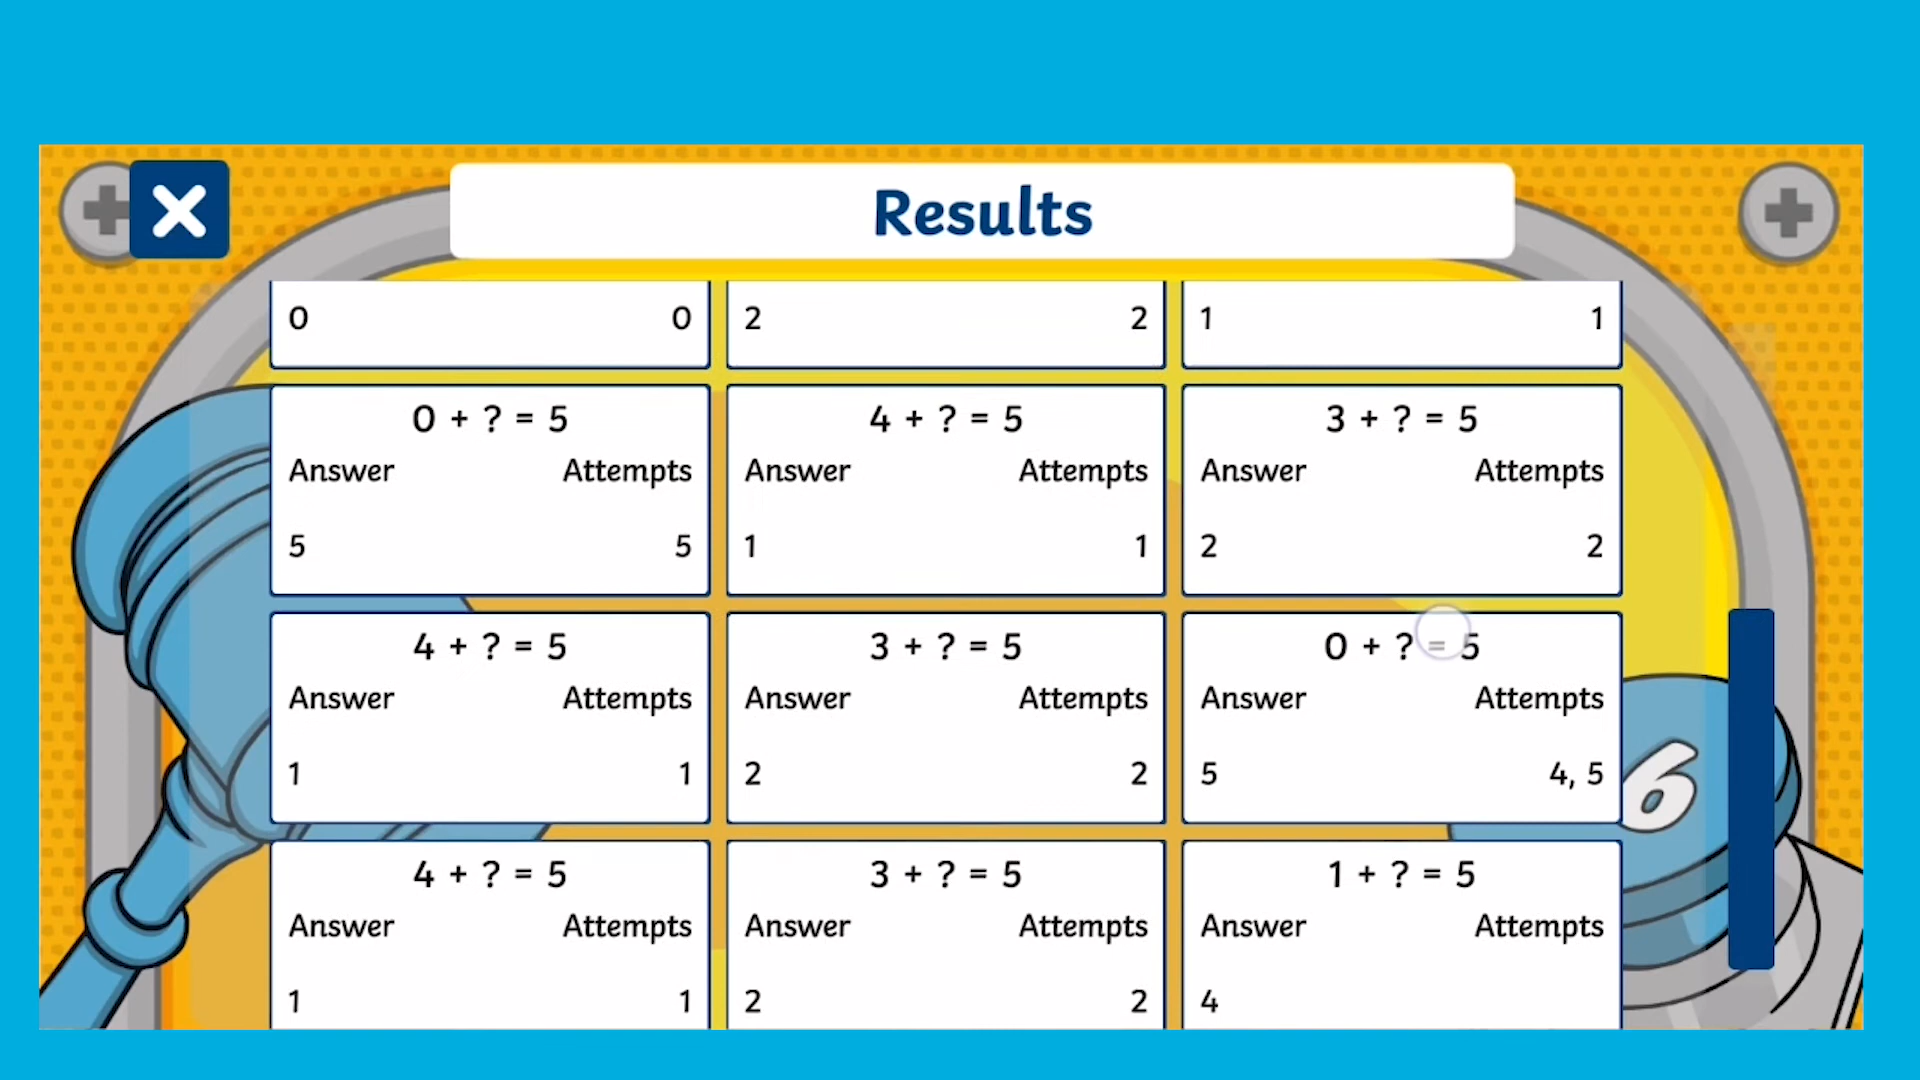 Results
0 0 2 2 1 1
0 + ? = 5 4 + ? = 5 3 + ? = 5
Answer Attempts Answer Attempts Answer Attempts
5 5 1 1 2 2
4 + ? = 5 3 + ? = 5 0 + ? = 5
Answer Attempts Answer Attempts Answer Attempts
1 1 2 2 5 4, 5
6
4 + ? = 5 3 + ? = 5 1 + ? = 5
Answer Attempts Answer Attempts Answer Attempts
1 1 2 2 4